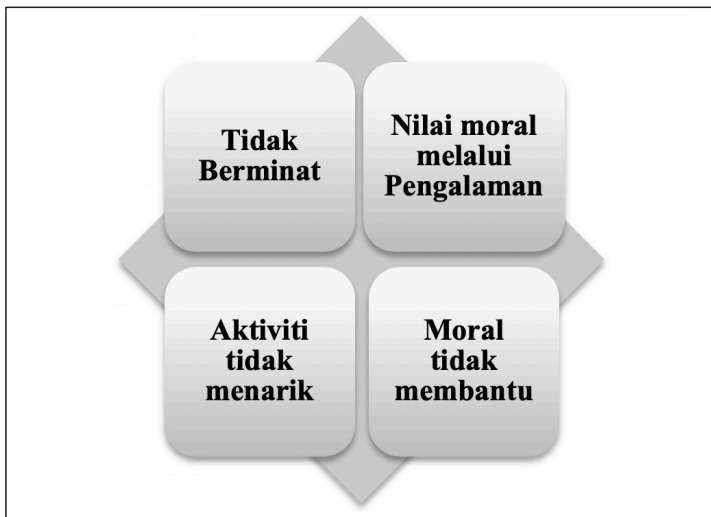 Tidak
Berminat
Nilai moral
melalui
Pengalaman
Aktiviti
tidak
menarik
Moral
tidak
membantu